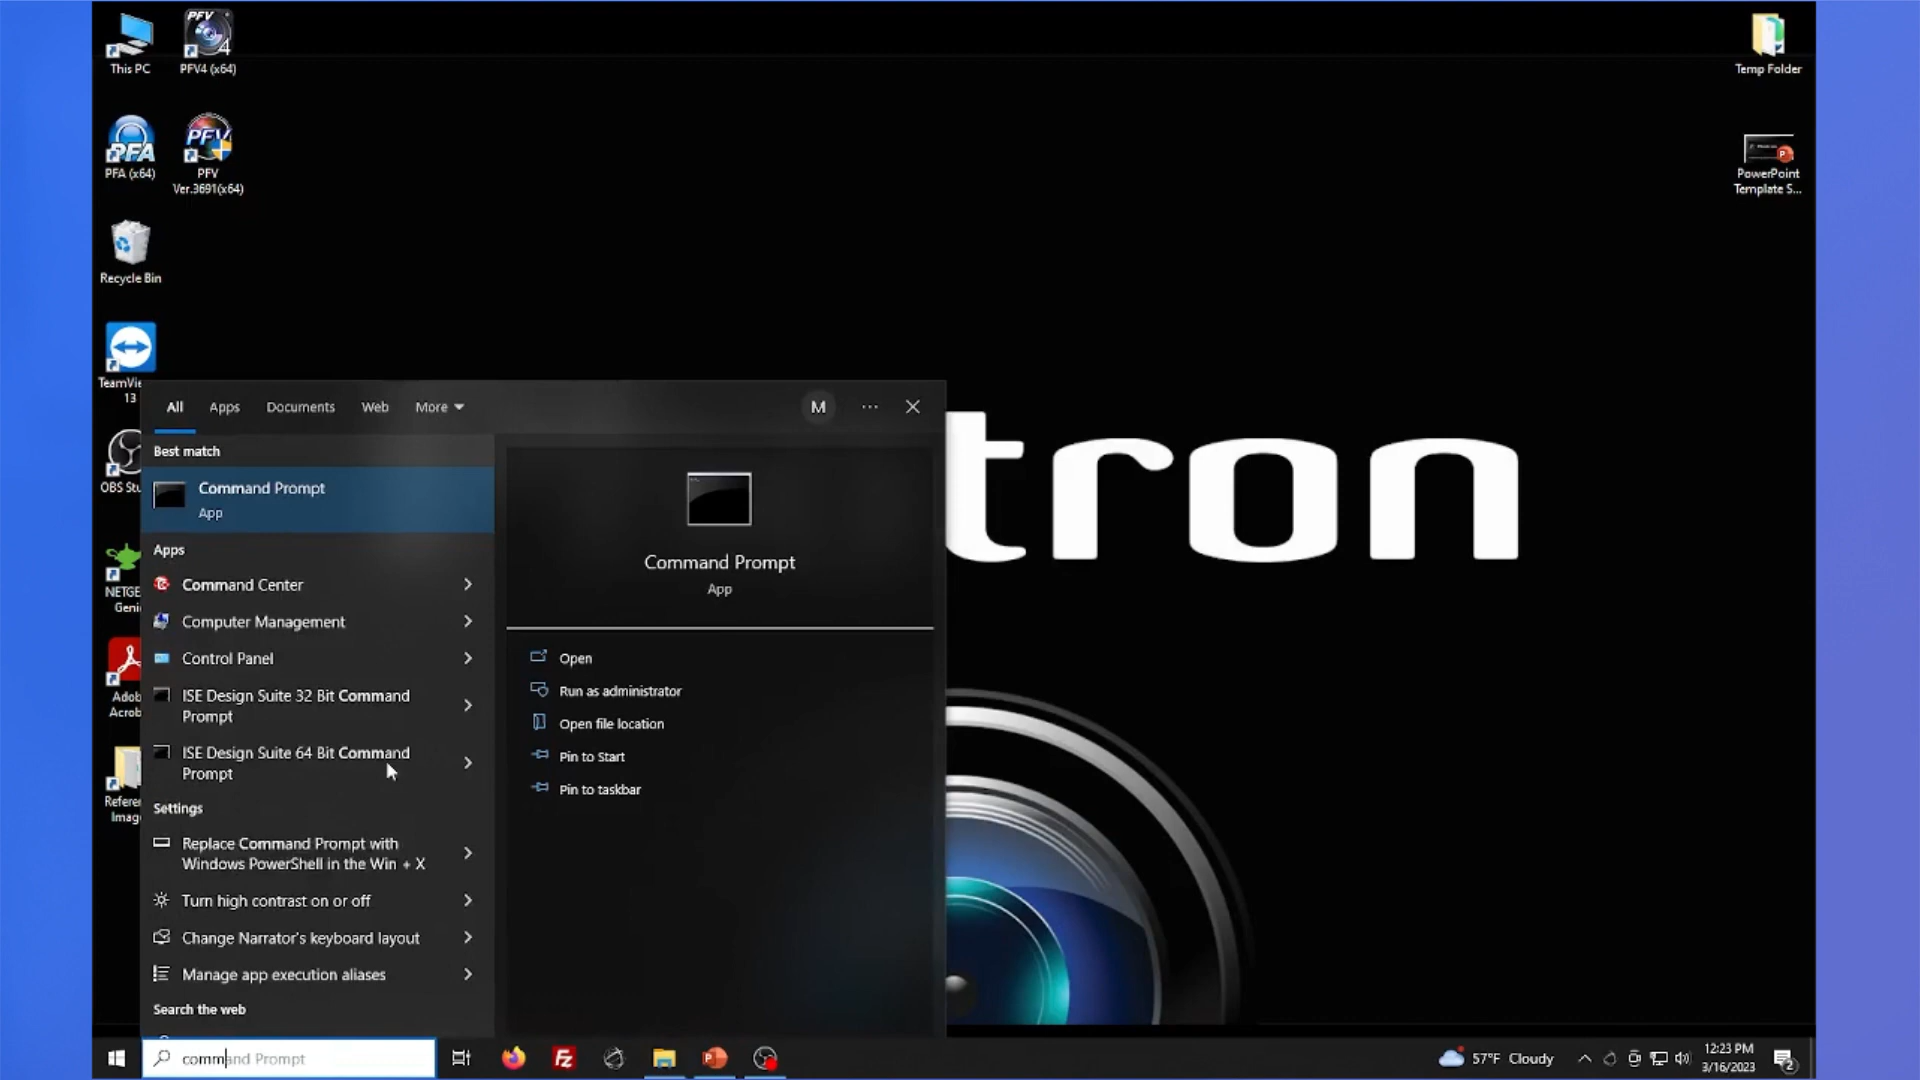 This PC
PFV4 (x64)
Temp Folder
PFA (x64)
PFV
Ver.3691(x64)
PowerPoint
Template S...
Recycle Bin
TeamVie
13
OBS Stu
NETGE
Geni
Adob
Acrob
Refere
Imag
tron
All
Apps
Documents
Web
More
M
Best match
Command Prompt
App
Apps
Command Center
Computer Management
Control Panel
ISE Design Suite 32 Bit Command
Prompt
ISE Design Suite 64 Bit Command
Prompt
Settings
Replace Command Prompt with
Windows PowerShell in the Win + X
Turn high contrast on or off
Change Narrator's keyboard layout
Manage app execution aliases
Search the web
Command Prompt
App
Open
Run as administrator
Open file location
Pin to Start
Pin to taskbar
command Prompt
57°F Cloudy
12:23 PM
3/16/2023
2